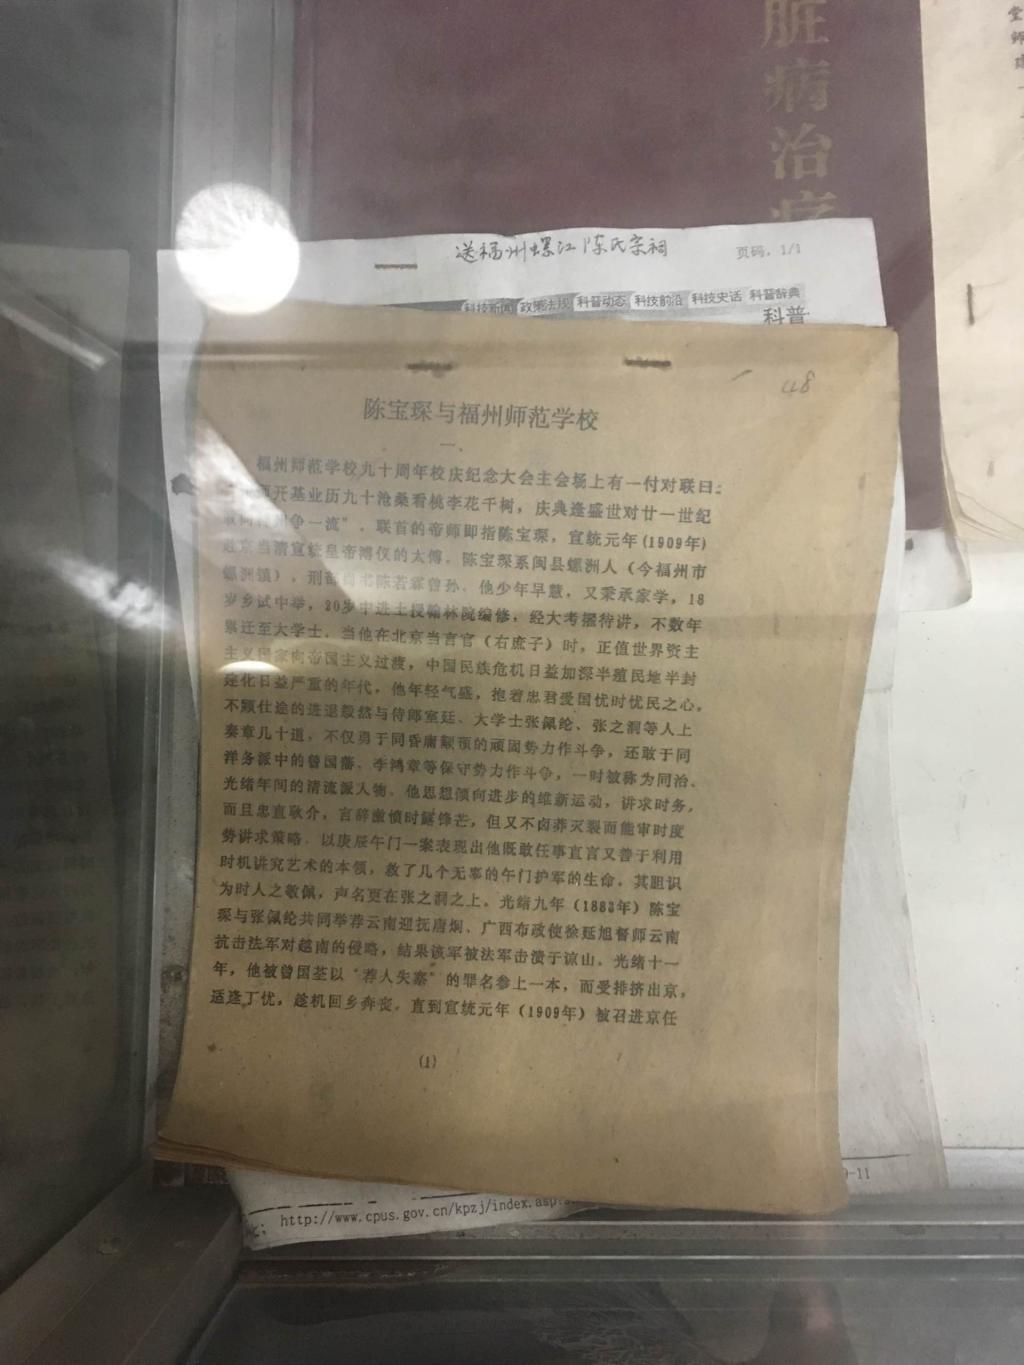 脏病治疗
送福州螺江陈氏宗祠
页码，1/1
科技新闻 政策法规 科普动态 科技前沿 科技史话 科普辞典
科普
48
陈宝琛与福州师范学校
一、
福州师范学校九十周年校庆纪念大会主会场上有一付对联曰：
师开基业历九十沧桑看桃李花千树，庆典逢盛世对廿一世纪
争一流”。联首的帝师即指陈宝琛，宣统元年(1909年)
赴京当清宣统皇帝溥仪的太傅。陈宝琛系闽县螺洲人（今福州市
螺洲镇），刑部尚书陈若霖曾孙。他少年早慧，又秉承家学，18
岁乡试中举，20岁中进士授翰林院编修，经大考擢侍讲，不数年
累迁至大学士。当他在北京当言官（右庶子）时，正值世界资主
主义国家向帝国主义过渡，中国民族危机日益加深半殖民地半封
建化日益严重的年代，他年轻气盛，抱着忠君爱国忧时忧民之心。
不顾仕途的进退毅然与侍郎宝廷、大学士张佩纶、张之洞等人上
奏章几十道，不仅勇于同昏庸颟顸的顽固势力作斗争，还敢于同
洋务派中的曾国藩、李鸿章等保守势力作斗争，一时被称为同治、
光绪年间的清流派人物。他思想倾向进步的维新运动，讲求时务，
而且忠直耿介，言辞激愤时露锋芒，但又不卤莽灭裂而能审时度
势讲求策略。以庚辰午门一案表现出他既敢任事直言又善于利用
时机讲究艺术的本领，救了几个无辜的午门护军的生命。其胆识
为时人之敬佩，声名更在张之洞之上。光绪九年（1883年）陈宝
琛与张佩纶共同举荐云南迎抚唐炯、广西布政使徐延旭督师云南
抗击法军对越南的侵略，结果该军被法军击溃于谅山。光绪十一
年，他被曾国荃以“荐人失察”的罪名参上一本，而受排挤出京，
适逢丁忧，趁机回乡奔丧。直到宣统元年（1909年）被召进京任
(1)
http://www.cpus.gov.cn/kpzj/index.asp
-11